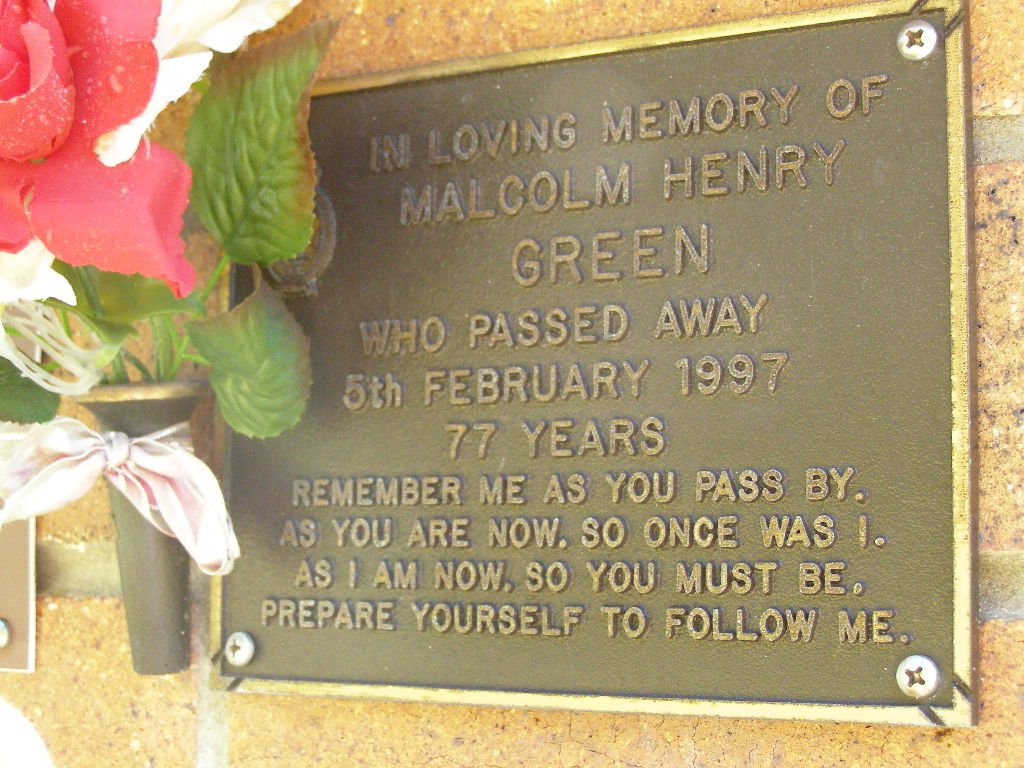 IN LOVING MEMORY OF
MALCOLM HENRY
GREEN
WHO PASSED AWAY
5th FEBRUARY 1997
77 YEARS
REMEMBER ME AS YOU PASS BY.
AS YOU ARE NOW, SO ONCE WAS I.
AS I AM NOW, SO YOU MUST BE,
PREPARE YOURSELF TO FOLLOW ME.